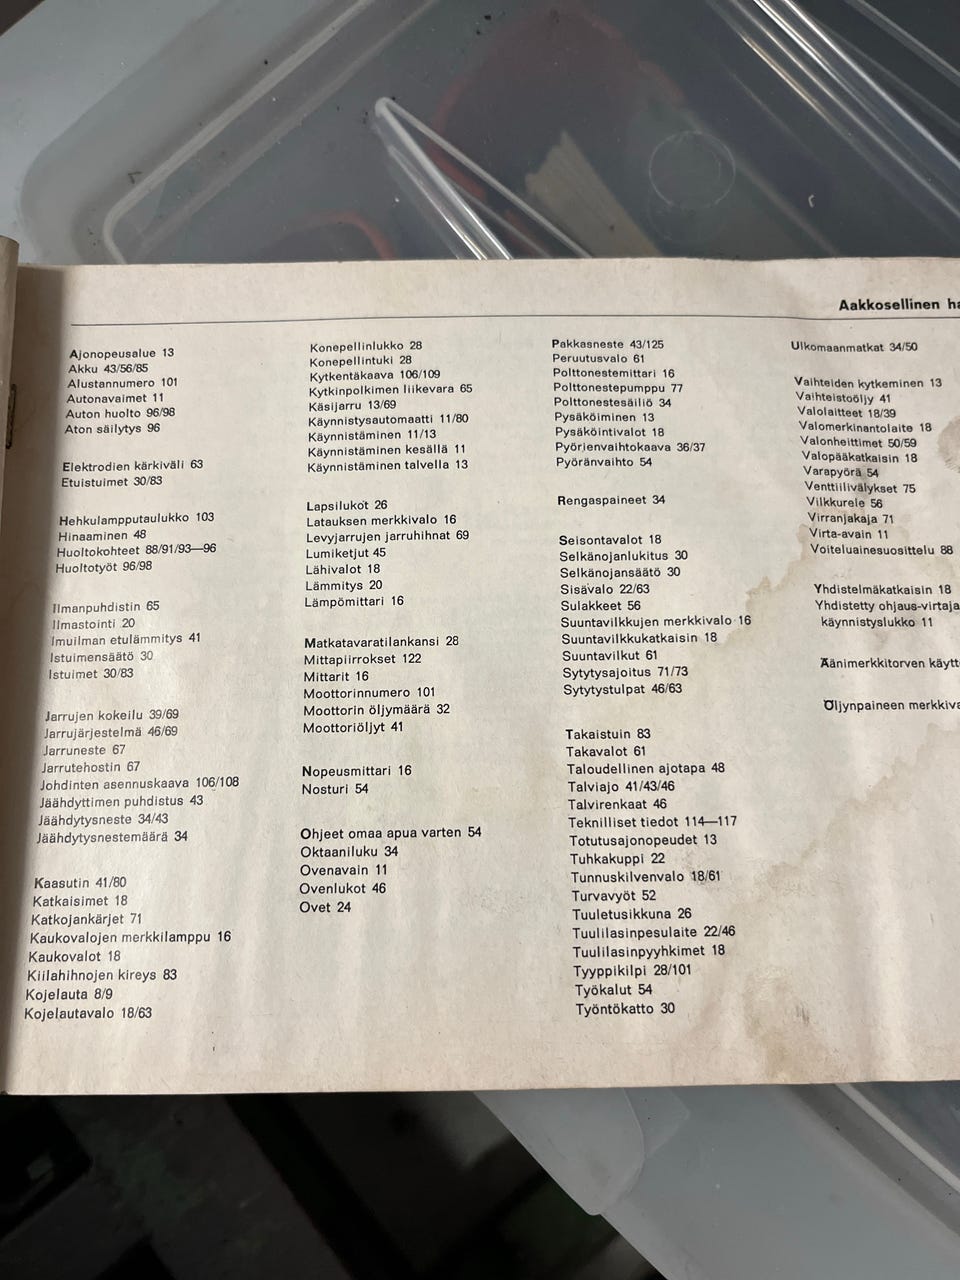 Aakkosellinen
Ajonopeusalue 13
Akku 43/56/85
Alustannumero 101
Autonavaimet 11
Auton huolto 96/98
Aton säilytys 96
Elektrodien kärkiväli 63
Etuistuimet 30/83
Hehkulampputaulukko 103
Hinaaminen 48
Huoltokohteet 88/91/93—96
Huoltotyöt 96/98
Ilmanpuhdistin 65
Ilmastointi 20
Imuilman etulämmitys 41
Istuimensäätö 30
Istuimet 30/83
Jarrujen kokeilu 39/69
Jarrujärjestelmä 46/69
Jarruneste 67
Jarrutehostin 67
Johdinten asennuskaava 106/108
Jäähdyttimen puhdistus 43
Jäähdytysneste 34/43
Jäähdytysnestemäärä 34
Kaasutin 41/80
Katkaisimet 18
Katkojankärjet 71
Kaukovalojen merkkilamppu 16
Kaukovalot 18
Kiilahihnojen kireys 83
Kojelauta 8/9
Kojelautavalo 18/63
Konepellinlukko 28
Konepellintuki 28
Kytkentäkaava 106/109
Kytkinpolkimen liikevara 65
Käsijarru 13/69
Käynnistysautomaatti 11/80
Käynnistäminen 11/13
Käynnistäminen kesällä 11
Käynnistäminen talvella 13
Lapsilukot 26
Latauksen merkkivalo 16
Levyjarrujen jarruhihnat 69
Lumiketjut 45
Lähivalot 18
Lämmitys 20
Lämpömittari 16
Matkatavaratilankansi 28
Mittapiirrokset 122
Mittarit 16
Moottorinnumero 101
Moottorin öljymäärä 32
Moottoriöljyt 41
Nopeusmittari 16
Nosturi 54
Ohjeet omaa apua varten 54
Oktaaniluku 34
Ovenavain 11
Ovenlukot 46
Ovet 24
Pakkasneste 43/125
Peruutusvalo 61
Polttonestemittari 16
Polttonestepumppu 77
Polttonestesäiliö 34
Pysäköiminen 13
Pysäköintivalot 18
Pyörienvaihtokaava 36/37
Pyöränvaihto 54
Rengaspaineet 34
Seisontavalot 18
Selkänojanlukitus 30
Selkänojansäätö 30
Sisävalo 22/63
Sulakkeet 56
Suuntavilkkujen merkkivalo 16
Suuntavilkkukatkaisin 18
Suuntavilkut 61
Sytytysajoitus 71/73
Sytytystulpat 46/63
Takaistuin 83
Takavalot 61
Taloudellinen ajotapa 48
Talviajo 41/43/46
Talvirenkaat 46
Teknilliset tiedot 114—117
Totutusajonopeudet 13
Tuhkakuppi 22
Tunnuskilvenvalo 18/61
Turvavyöt 52
Tuuletusikkuna 26
Tuulilasinpesulaite 22/46
Tuulilasinpyyhkimet 18
Tyyppikilpi 28/101
Työkalut 54
Työntökatto 30
Ulkomaanmatkat 34/50
Vaihteiden kytkeminen 13
Vaihteistoöljy 41
Valolaitteet 18/39
Valomerkinantolaite 18
Valonheittimet 50/59
Valopääkatkaisin 18
Varapyörä 54
Venttiilivälykset 75
Vilkkurele 56
Virranjakaja 71
Virta-avain 11
Voiteluainesuosittelu 88
Yhdistelmäkatkaisin 18
Yhdistetty ohjaus-virtaja
käynnistyslukko 11
Äänimerkkitorven
Öljynpaineen